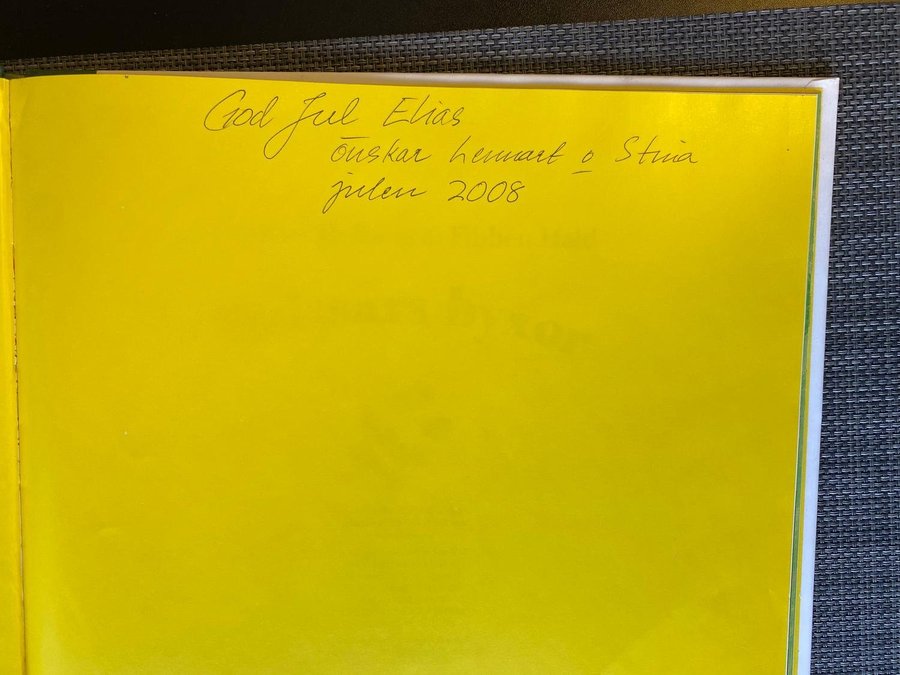 God Jul Elias
önskar Lennart o Stina
julen 2008